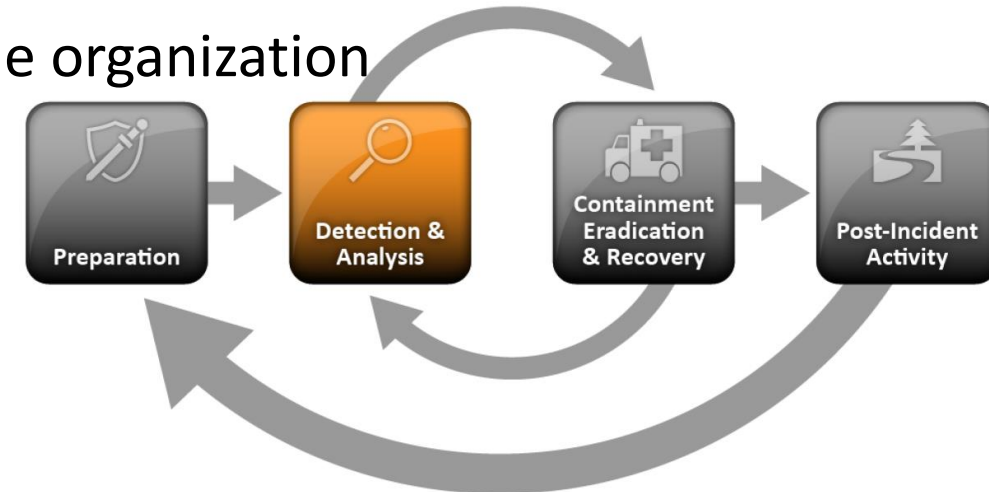 e organization
Preparation
Detection &
Analysis
Containment
Eradication
& Recovery
Post-Incident
Activity